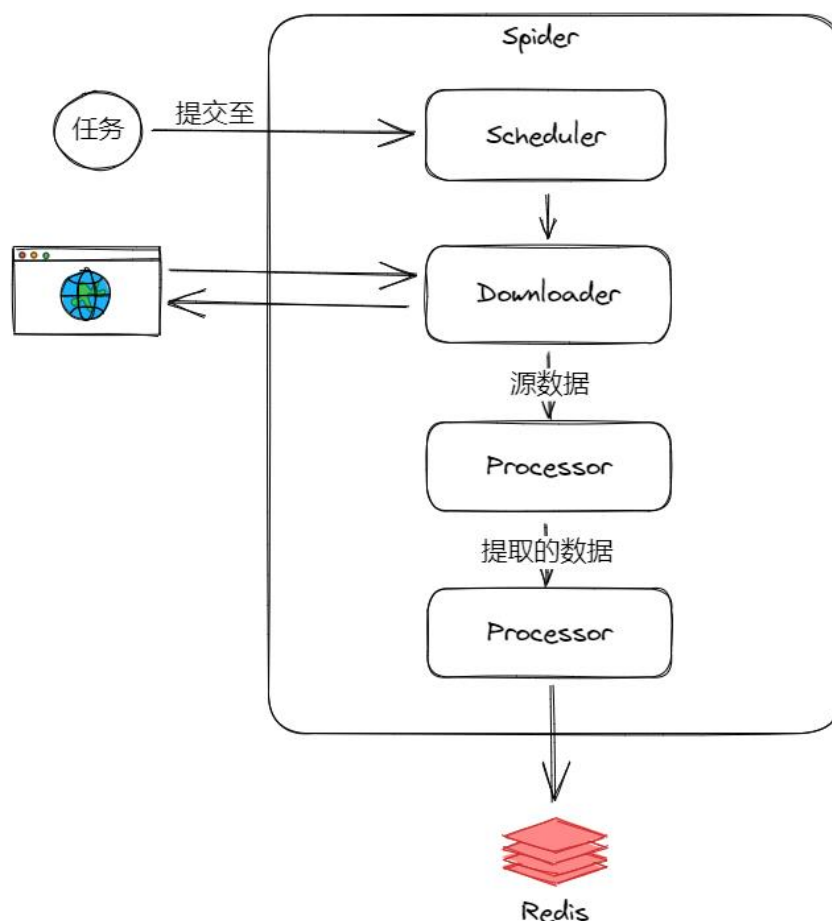 Spider
任务
提交至
Scheduler
Downloader
源数据
Processor
提取的数据
Processor
Redis